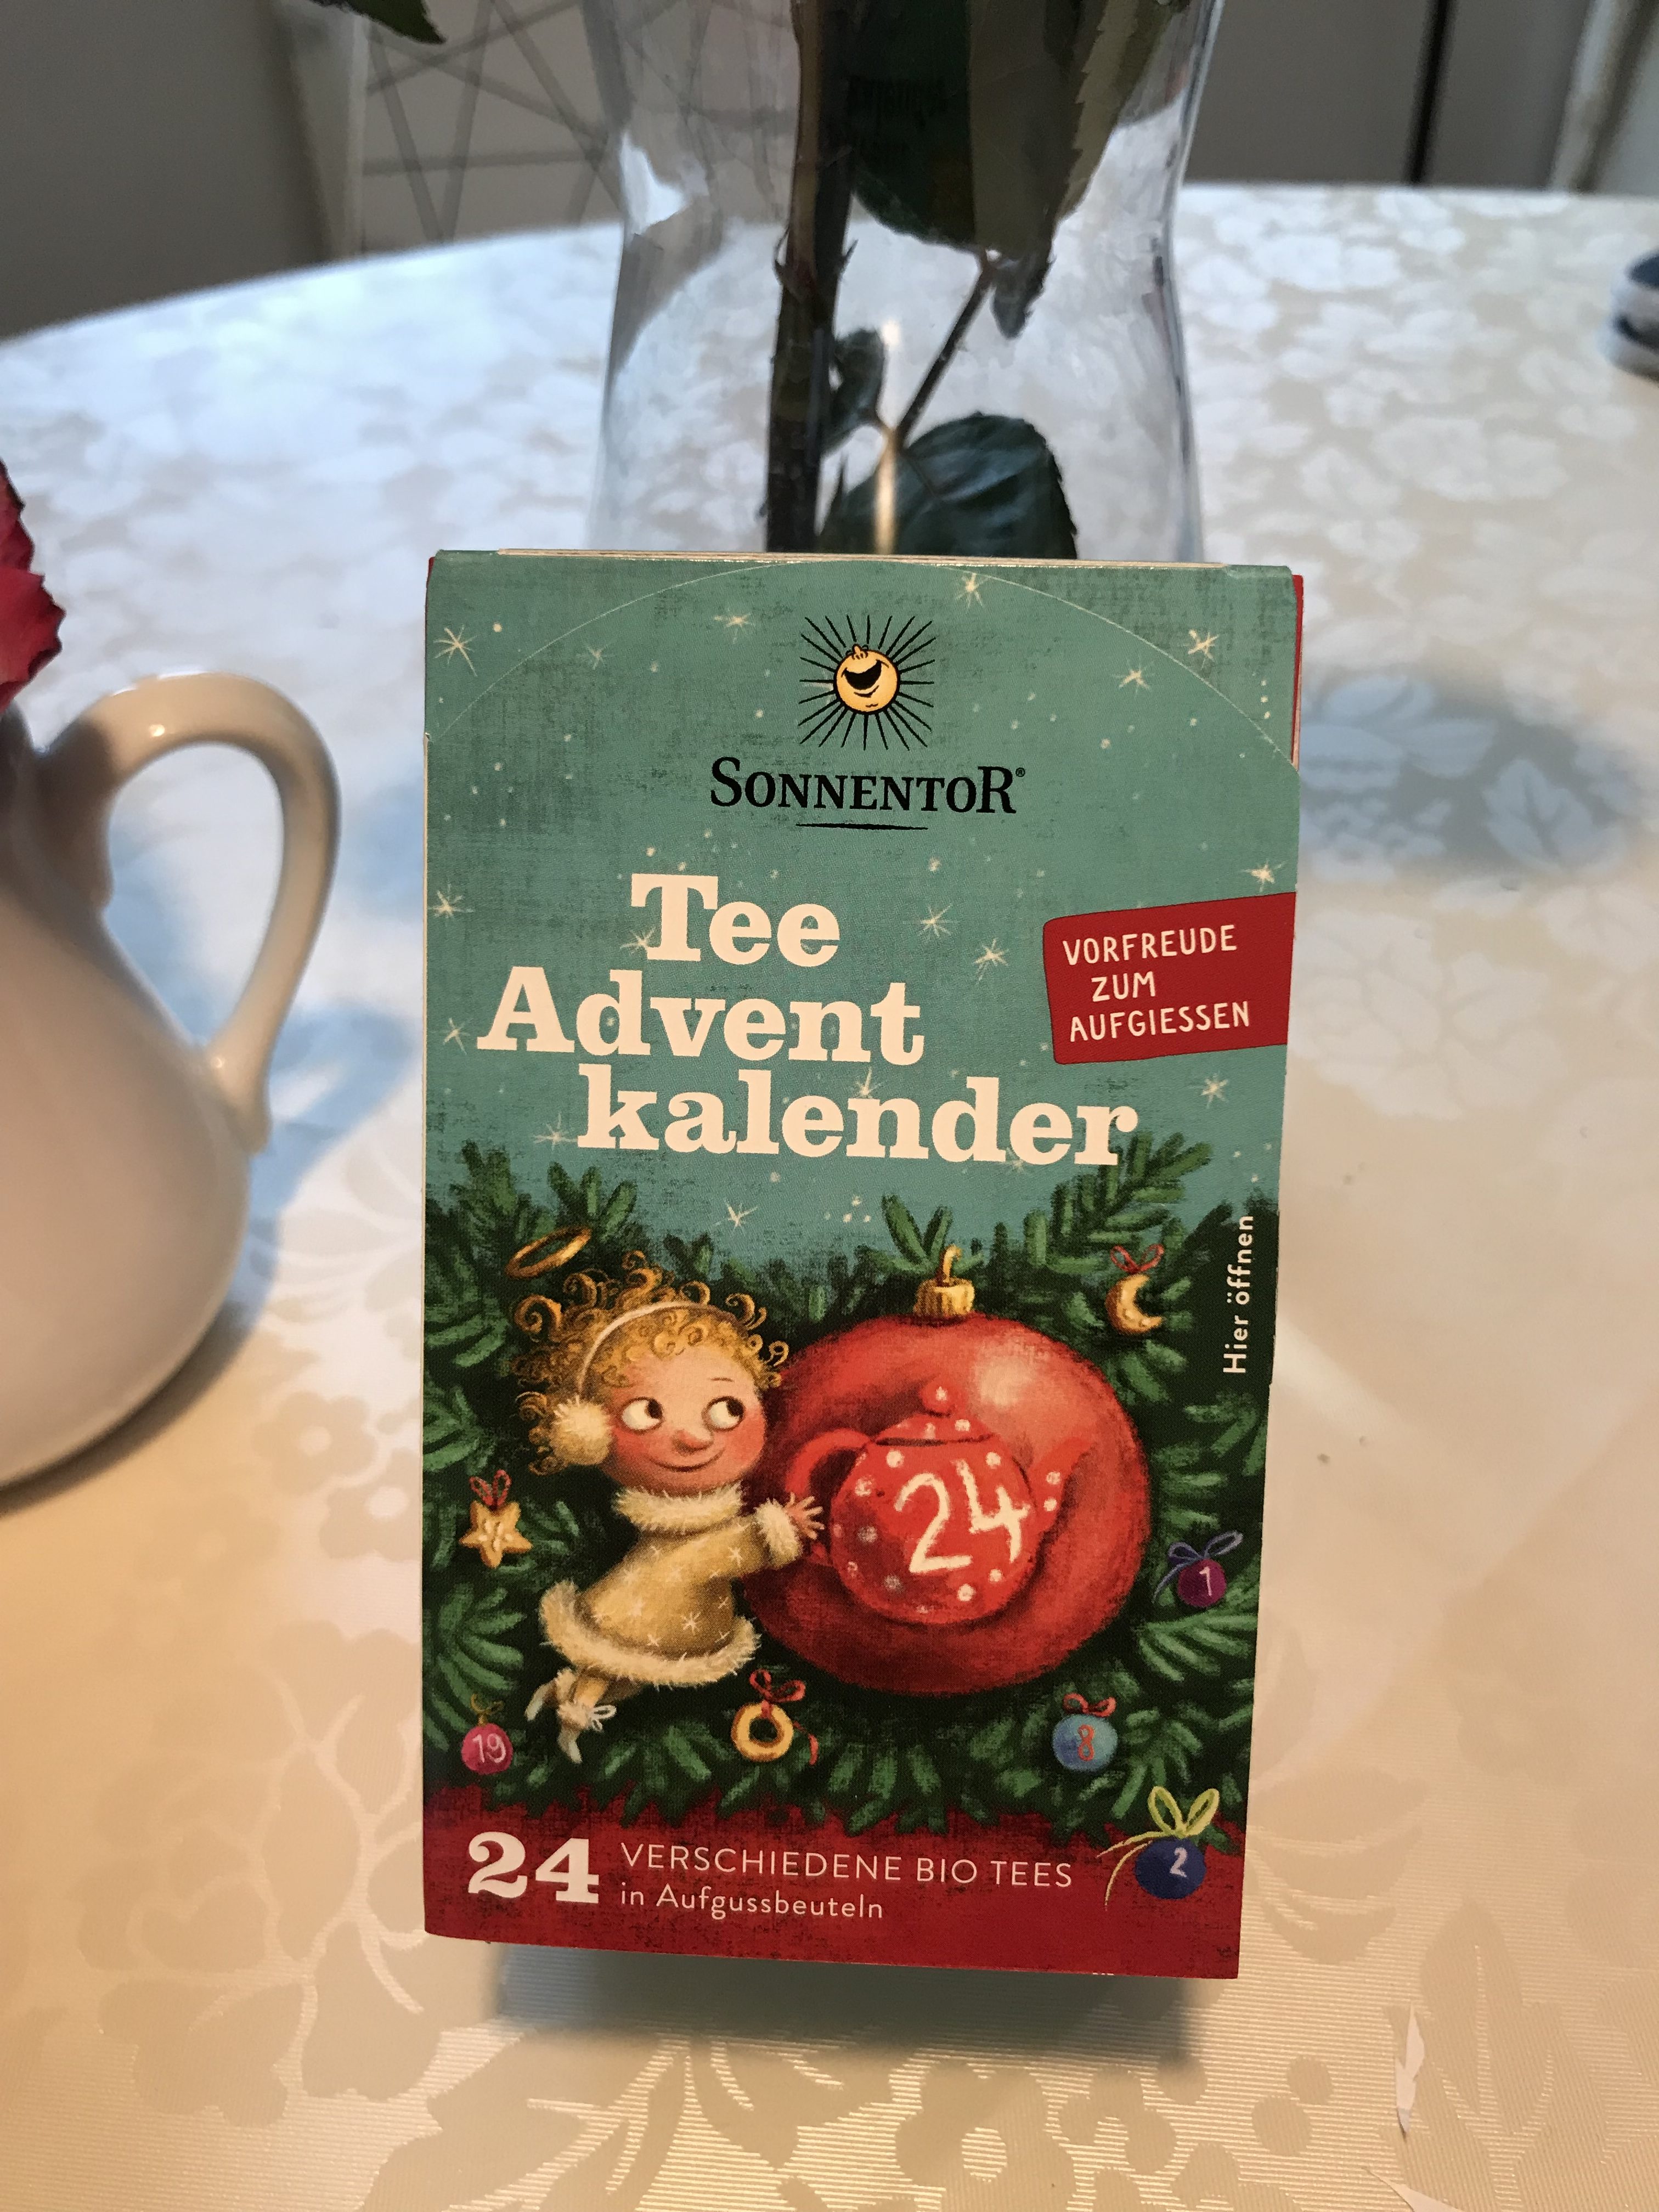 SONNENTOR®
Tee
Advent
kalender
VORFREUDE
ZUM
AUFGIESSEN
Hier öffnen
24
1
19
8
2
24 VERSCHIEDENE BIO TEES
in Aufgussbeuteln